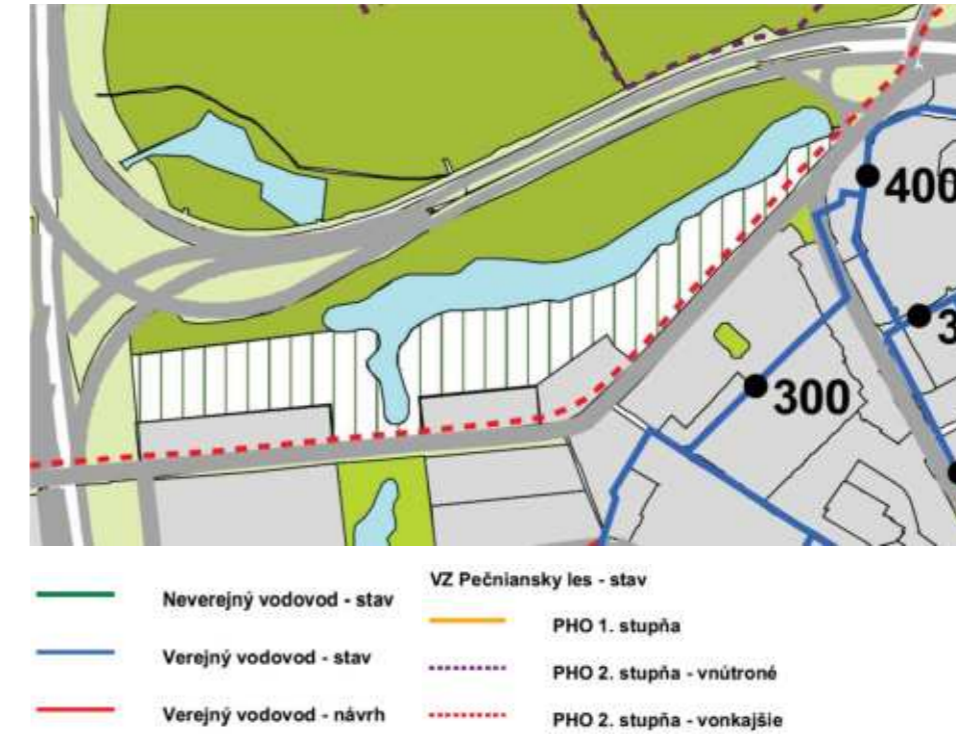 400
3
300
Neverejný vodovod - stav
Verejný vodovod - stav
Verejný vodovod - návrh
VZ Pečniansky les - stav
PHO 1. stupňa
PHO 2. stupňa - vnútroné
PHO 2. stupňa - vonkajšie